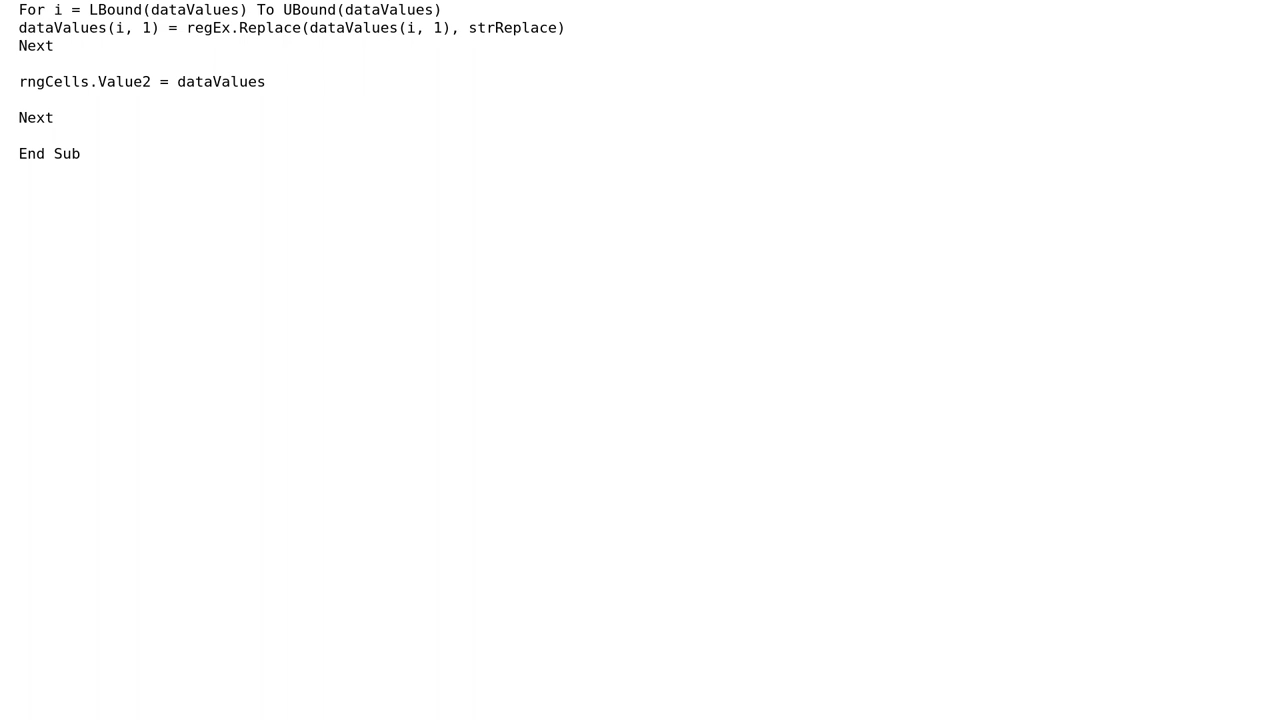 For i = LBound(dataValues) To UBound(dataValues)
dataValues(i, 1) = regEx.Replace(dataValues(i, 1), strReplace)
Next
rngCells.Value2 = dataValues
Next
End Sub